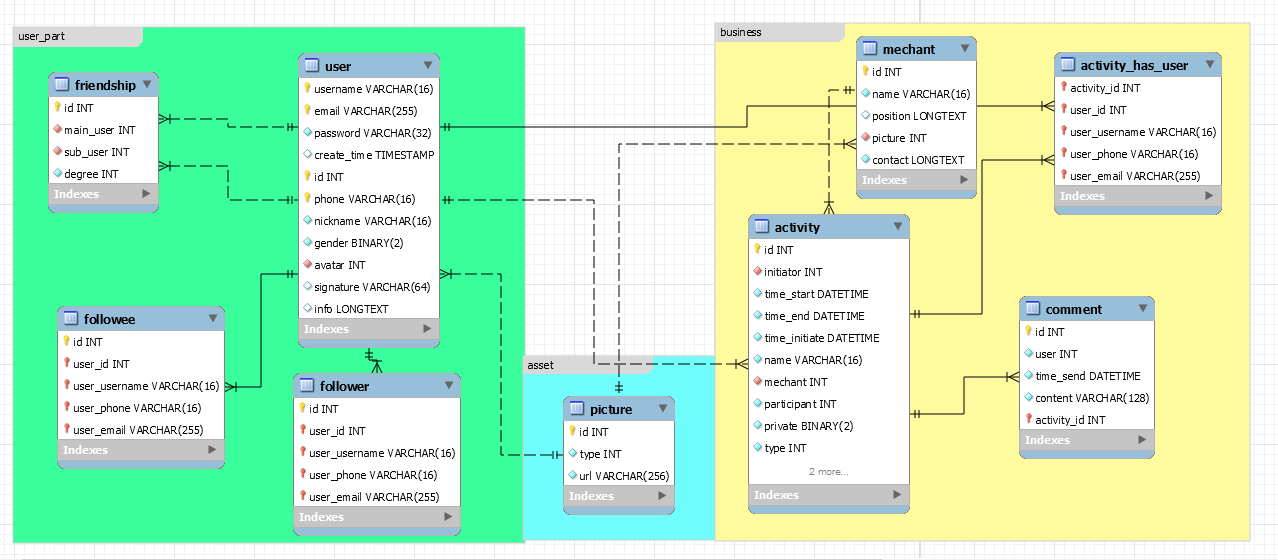 user_part
friendship
id INT
main_user INT
sub_user INT
degree INT
Indexes
user
username VARCHAR(16)
email VARCHAR(255)
password VARCHAR(32)
create_time TIMESTAMP
id INT
phone VARCHAR(16)
nickname VARCHAR(16)
gender BINARY(2)
avatar INT
signature VARCHAR(64)
info LONGTEXT
Indexes
followee
id INT
user_id INT
user_username VARCHAR(16)
user_phone VARCHAR(16)
user_email VARCHAR(255)
Indexes
follower
id INT
user_id INT
user_username VARCHAR(16)
user_phone VARCHAR(16)
user_email VARCHAR(255)
Indexes
asset
picture
id INT
type INT
url VARCHAR(256)
Indexes
business
mechant
id INT
name VARCHAR(16)
position LONGTEXT
picture INT
contact LONGTEXT
Indexes
activity_has_user
activity_id INT
user_id INT
user_username VARCHAR(16)
user_phone VARCHAR(16)
user_email VARCHAR(255)
Indexes
activity
id INT
initiator INT
time_start DATETIME
time_end DATETIME
time_initiate DATETIME
name VARCHAR(16)
mechant INT
participant INT
private BINARY(2)
type INT
2 more...
Indexes
comment
id INT
user INT
time_send DATETIME
content VARCHAR(128)
activity_id INT
Indexes